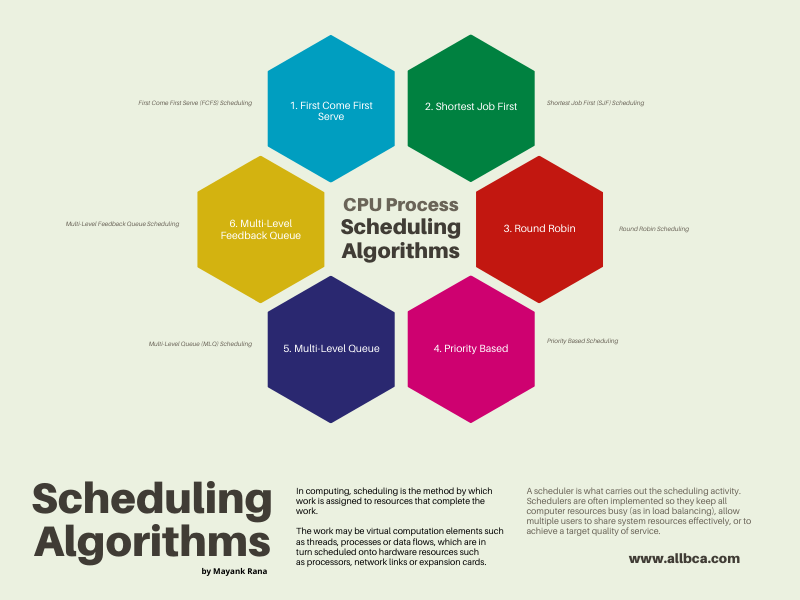 First Come First Serve (FCFS) Scheduling
1. First Come First
Serve
2. Shortest Job First
Shortest Job First (SJF) Scheduling
Multi-Level Feedback Queue Scheduling
6. Multi-Level
Feedback Queue
CPU Process
Scheduling
Algorithms
3. Round Robin
Round Robin Scheduling
Multi-Level Queue (MLQ) Scheduling
5. Multi-Level Queue
4. Priority Based
Priority Based Scheduling
Scheduling
Algorithms
by Mayank Rana
In computing, scheduling is the method by which
work is assigned to resources that complete the
work.
The work may be virtual computation elements such
as threads, processes or data flows, which are in
turn scheduled onto hardware resources such
as processors, network links or expansion cards.
A scheduler is what carries out the scheduling activity.
Schedulers are often implemented so they keep all
computer resources busy (as in load balancing), allow
multiple users to share system resources effectively, or to
achieve a target quality of service.
www.allbca.com